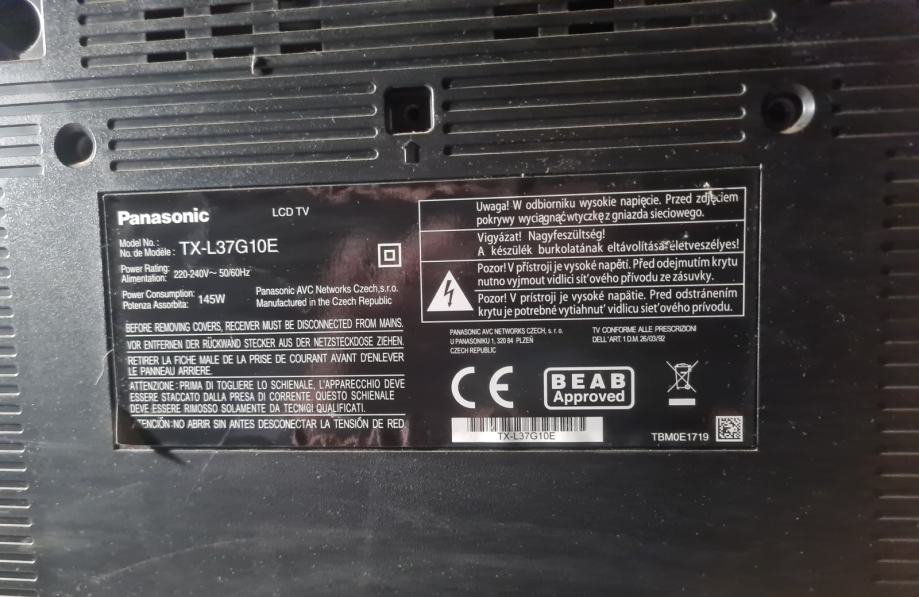 Panasonic
LCD TV
Model No.:
No. de Modèle: TX-L37G10E
Power Rating:
Alimentation: 220-240V~ 50/60Hz
Power Consumption:
Potenza Assorbita: 145W
Panasonic AVC Networks Czech,s.r.o.
Manufactured in the Czech Republic
BEFORE REMOVING COVERS, RECEIVER MUST BE DISCONNECTED FROM MAINS.
VOR ENTFERNEN DER RÜCKWAND STECKER AUS DER NETZSTECKDOSE ZIEHEN.
RETIRER LA FICHE MALE DE LA PRISE DE COURANT AVANT D'ENLEVER
LE PANNEAU ARRIERE.
ATTENZIONE: PRIMA DI TOGLIERE LO SCHIENALE, L'APPARECCHIO DEVE
ESSERE STACCATO DALLA PRESA DI CORRENTE. QUESTO SCHIENALE
DEVE ESSERE RIMOSSO SOLAMENTE DA TECNICI QUALIFICATI.
ATENCIÓN: NO ABRIR SIN ANTES DESCONECTAR LA TENSIÓN DE RED
Uwaga! W odbiorniku wysokie napięcie. Przed zdjęciem
pokrywy wyciągnąć wtyczkę z gniazda sieciowego.
Vigyázat! Nagyfeszültség!
A készülék burkolatának eltávolítása életveszélyes!
Pozor! V přístroji je vysoké napětí. Před odejmutím krytu
nutno vyjmout vidlici síťového přívodu ze zásuvky.
Pozor! V prístroji je vysoké napätie. Pred odstránením
krytu je potrebné vytiahnuť vidlicu sieťového prívodu.
PANASONIC AVC NETWORKS CZECH, s. r. o.
U PANASONIKU 1, 320 84 PLZEŇ
CZECH REPUBLIC
TV CONFORME ALLE PRESCRIZIONI
DELL'ART. 1 D.M. 26/03/92
CE
BEAB
Approved
TX-L37G10E
TBM0E1719